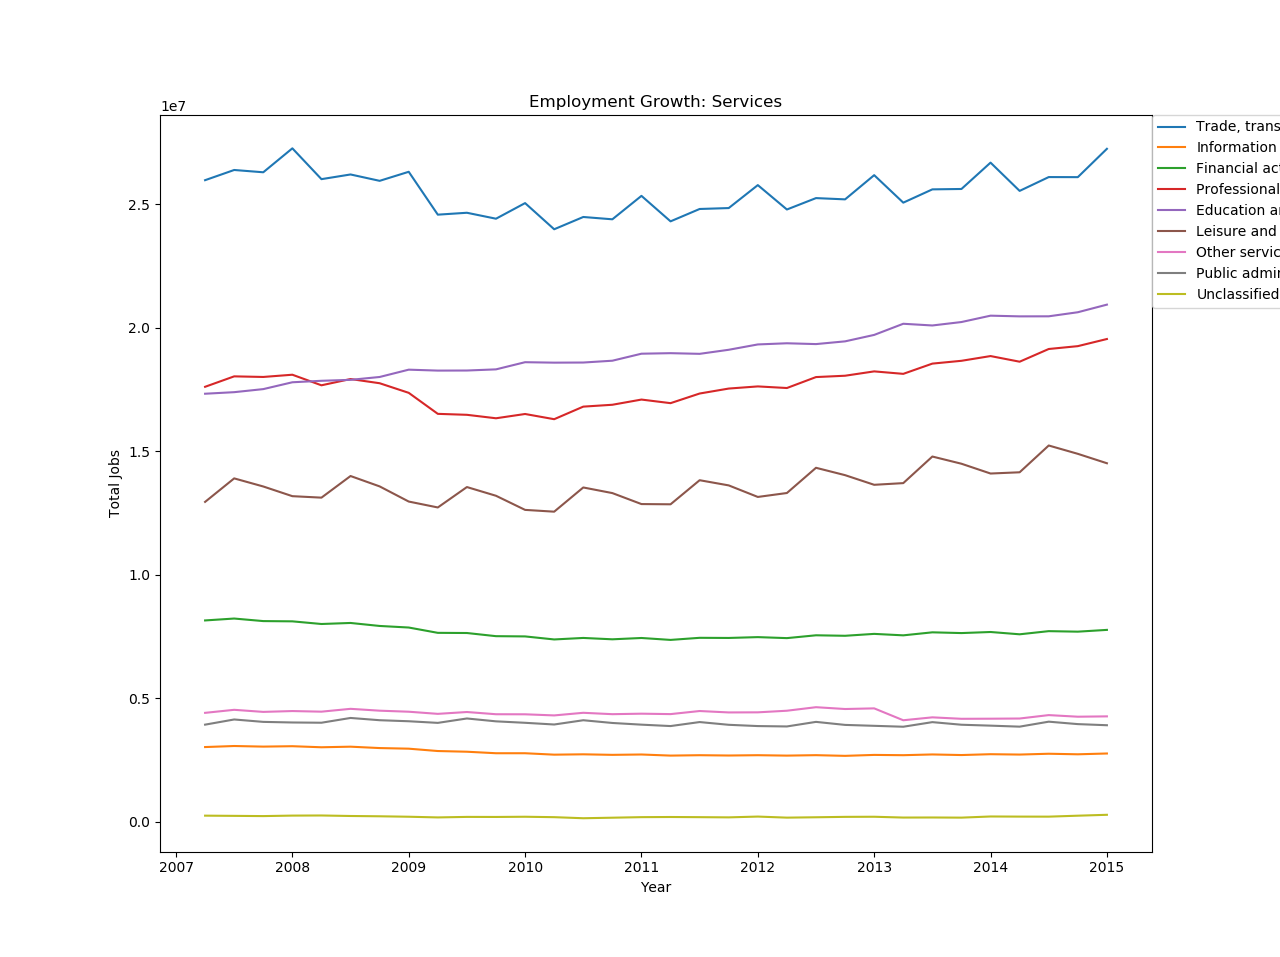 Employment Growth: Services
1e7
Total Jobs
2.5
2.0
1.5
1.0
0.5
0.0
2007 2008 2009 2010 2011 2012 2013 2014 2015
Year
Trade, trans
Information
Financial act
Professional
Education a
Leisure and
Other servic
Public admi
Unclassified